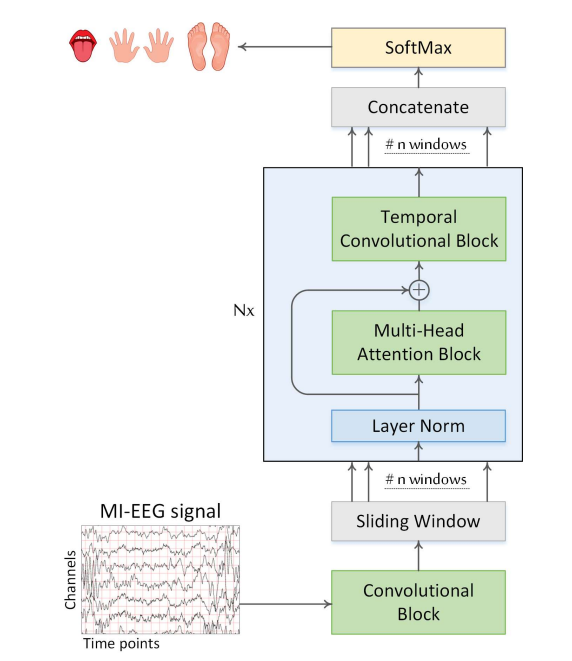 SoftMax
Concatenate
# n windows
Temporal
Convolutional Block
+
Nx
Multi-Head
Attention Block
Layer Norm
# n windows
MI-EEG signal
Sliding Window
Channels
Convolutional
Block
Time points